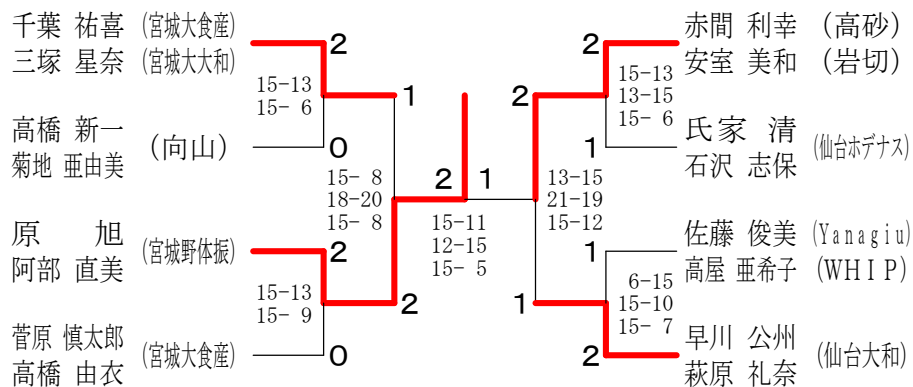 千葉 祐喜 (宮城大食産)
三塚 星奈 (宮城大大和)
2
15-13
15- 6
1
高橋 新一
菊地 亜由美
(向山)
0
15- 8
18-20
15- 8
原 旭
阿部 直美
(宮城野体振)
2
15-13
15- 9
2
菅原 慎太郎
高橋 由衣
(宮城大食産)
0
2 1
15-11
12-15
15- 5
2
赤間 利幸 (高砂)
安室 美和 (岩切)
15-13
13-15
15- 6
2
1
氏家 清
石沢 志保
(仙台ホデナス)
13-15
21-19
15-12
1
佐藤 俊美 (Yanagiu)
高屋 亜希子 (WHIP)
6-15
15-10
15- 7
1
2
早川 公州
萩原 礼奈
(仙台大和)